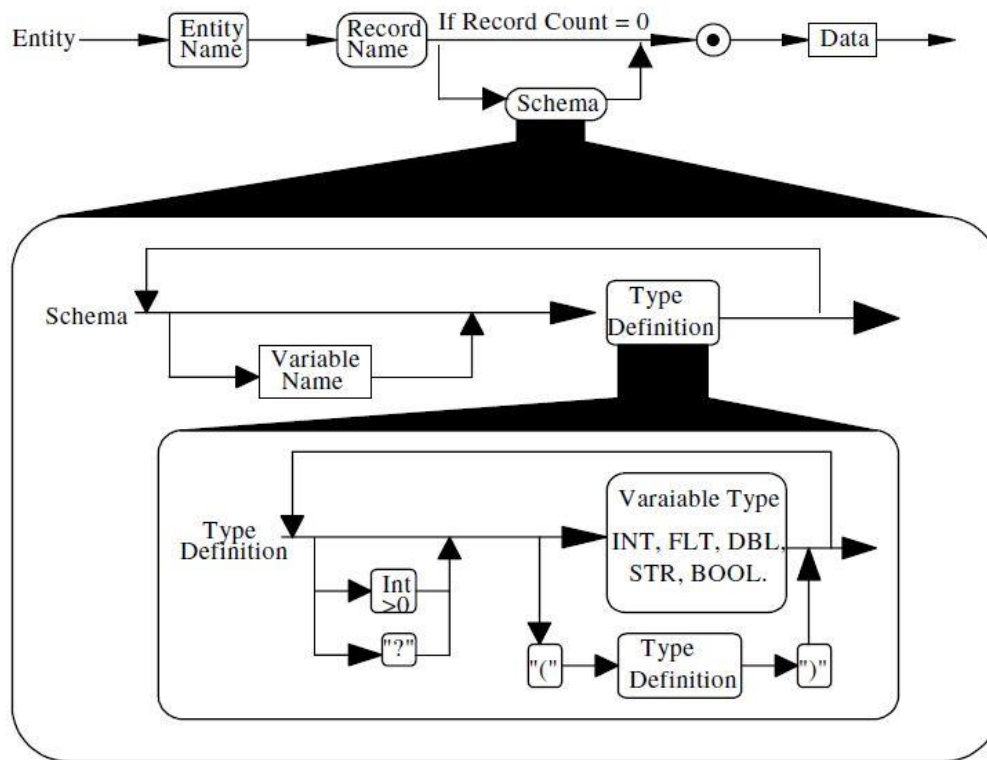 If Record Count = 0
Entity
Entity
Name
Record
Name
Data
Schema
Schema
Variable
Name
Type
Definition
Type
Definition
Int
>0
"?"
Varaiable Type
INT, FLT, DBL,
STR, BOOL.
"("
Type
Definition
")"